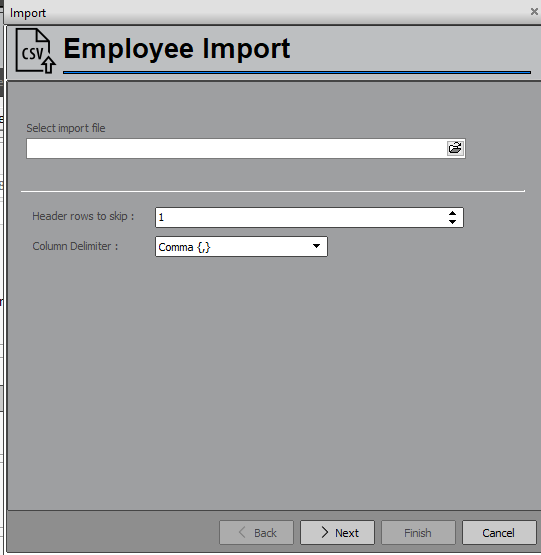 Import
CSV
Employee Import
Select import file
Header rows to skip : 1
Column Delimiter : Comma {,}
< Back
> Next
Finish
Cancel